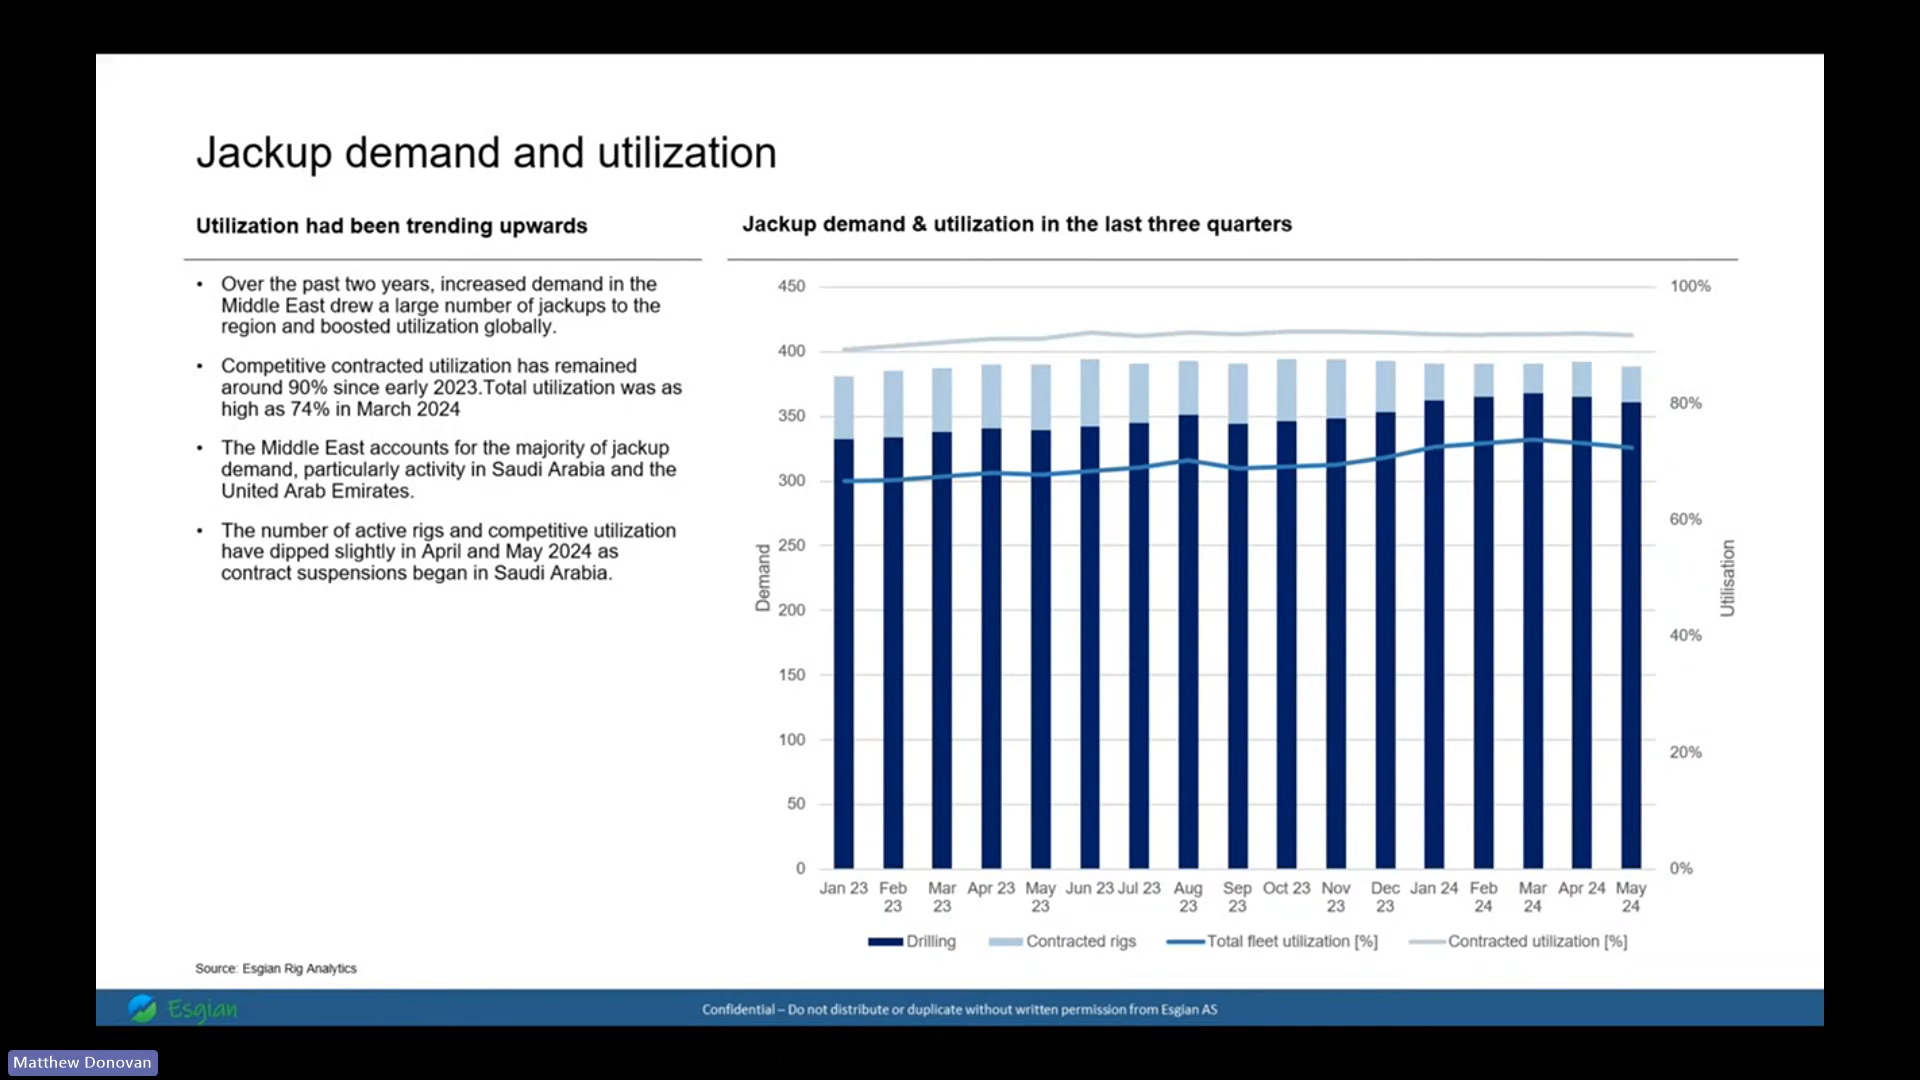 Jackup demand and utilization
Utilization had been trending upwards
• Over the past two years, increased demand in the
Middle East drew a large number of jackups to the
region and boosted utilization globally.
• Competitive contracted utilization has remained
around 90% since early 2023.Total utilization was as
high as 74% in March 2024
• The Middle East accounts for the majority of jackup
demand, particularly activity in Saudi Arabia and the
United Arab Emirates.
• The number of active rigs and competitive utilization
have dipped slightly in April and May 2024 as
contract suspensions began in Saudi Arabia.
Jackup demand & utilization in the last three quarters
450
400
350
300
250
200
150
100
50
0
Demand
100%
80%
60%
40%
20%
0%
Utilisation
Jan 23 Feb 23 Mar 23 Apr 23 May 23 Jun 23 Jul 23 Aug 23 Sep 23 Oct 23 Nov 23 Dec 23 Jan 24 Feb 24 Mar 24 Apr 24 May 24
Drilling Contracted rigs Total fleet utilization [%] Contracted utilization [%]
Source: Esgian Rig Analytics
Esgian
Confidential – Do not distribute or duplicate without written permission from Esgian AS
Matthew Donovan